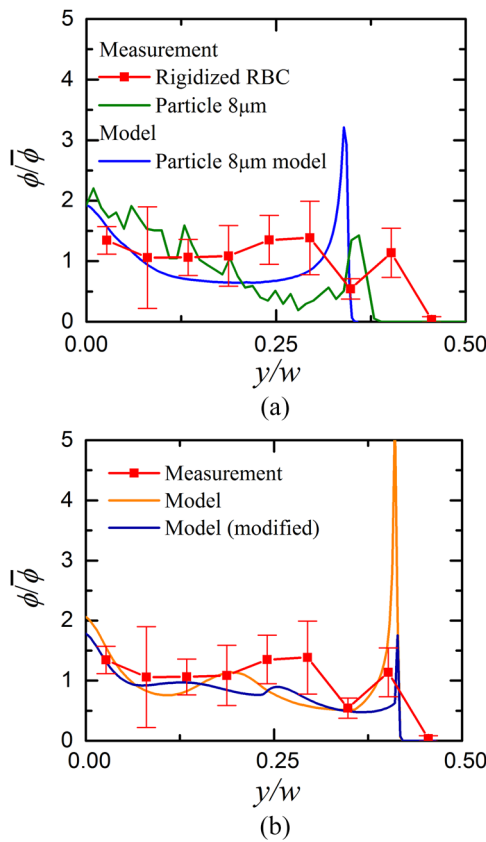 5
Measurement
Rigidized RBC
Particle 8μm
4
Model
Particle 8μm model
3
ϕ/ϕ̅
2
1
0
0.00 0.25 0.50
y/w
(a)
5
Measurement
Model
4
Model (modified)
3
ϕ/ϕ̅
2
1
0
0.00 0.25 0.50
y/w
(b)